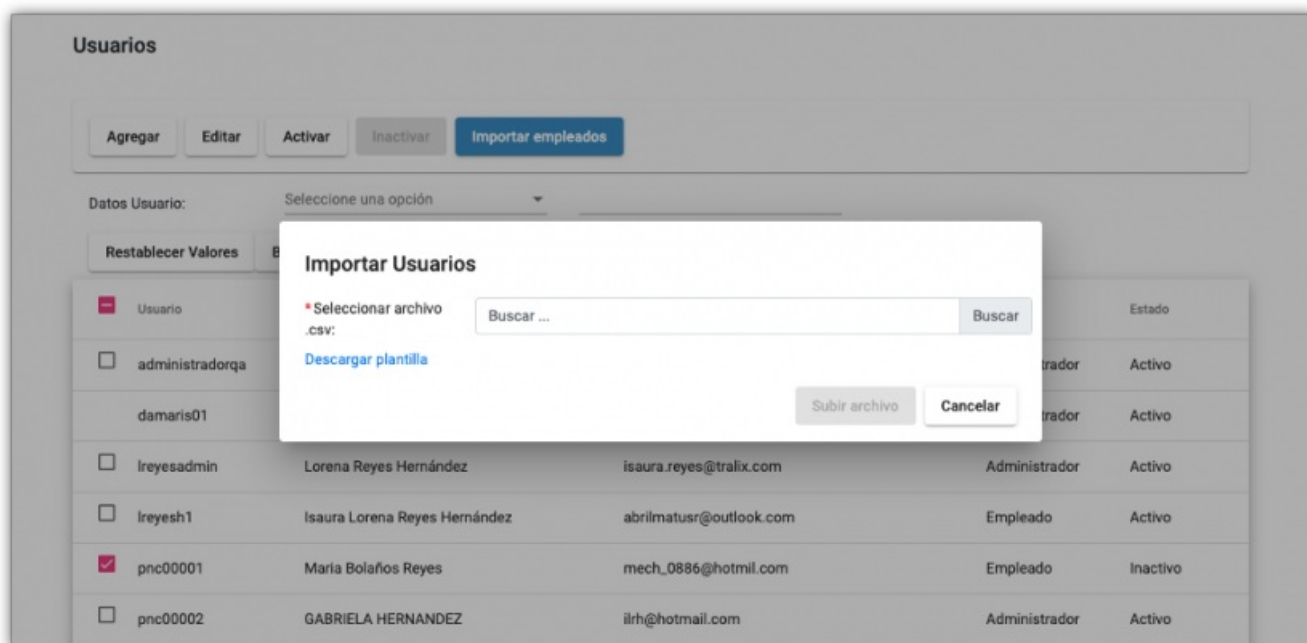 Usuarios
Agregar Editar Activar Inactivar Importar empleados
Datos Usuario: Seleccione una opción
Restablecer Valores B
Importar Usuarios
*Seleccionar archivo .csv: Buscar ... Buscar
Descargar plantilla
Subir archivo Cancelar
Usuario Estado
administradorqa trador Activo
damaris01 trador Activo
lreyesadmin Lorena Reyes Hernández isaura.reyes@tralix.com Administrador Activo
lreyesh1 Isaura Lorena Reyes Hernández abrilmatusr@outlook.com Empleado Activo
pnc00001 Maria Bolaños Reyes mech_0886@hotmil.com Empleado Inactivo
pnc00002 GABRIELA HERNANDEZ ilrh@hotmail.com Administrador Activo